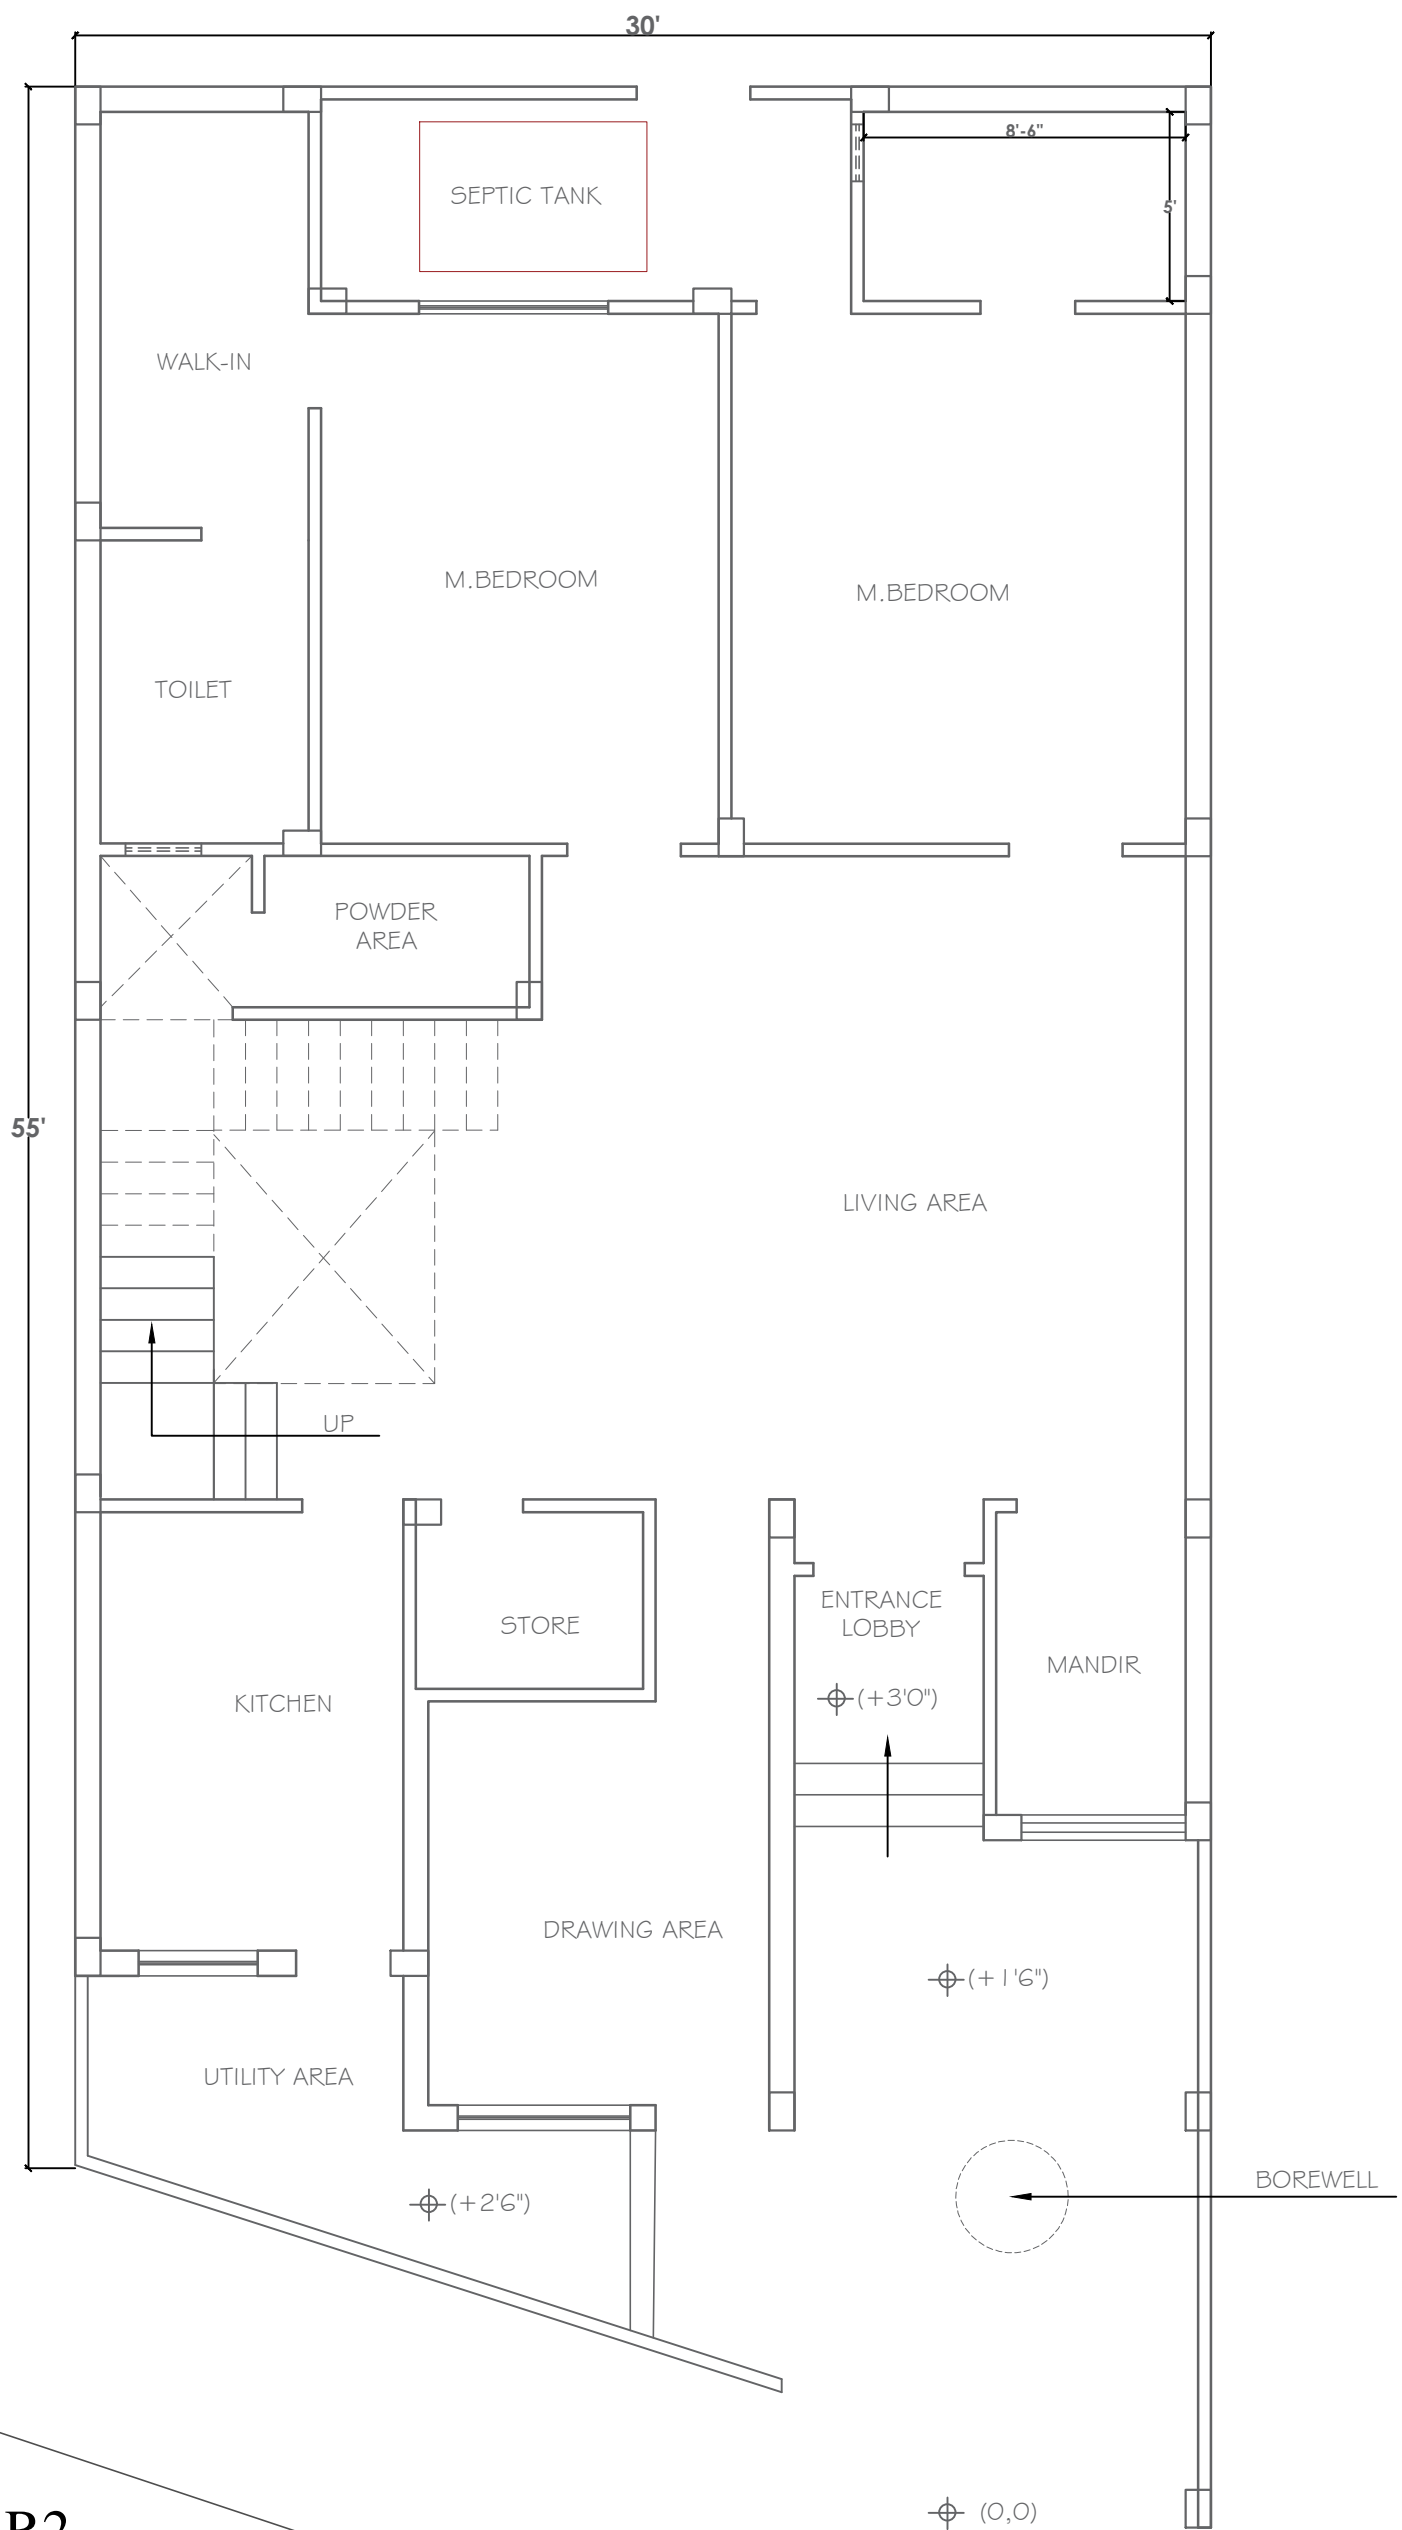 30'
8'-6"
SEPTIC TANK
5'
WALK-IN
M.BEDROOM
M.BEDROOM
TOILET
POWDER
AREA
55'
LIVING AREA
UP
ENTRANCE
LOBBY
STORE
MANDIR
(+3'0")
KITCHEN
DRAWING AREA
(+1'6")
UTILITY AREA
BOREWELL
(+2'6")
(0,0)
B2